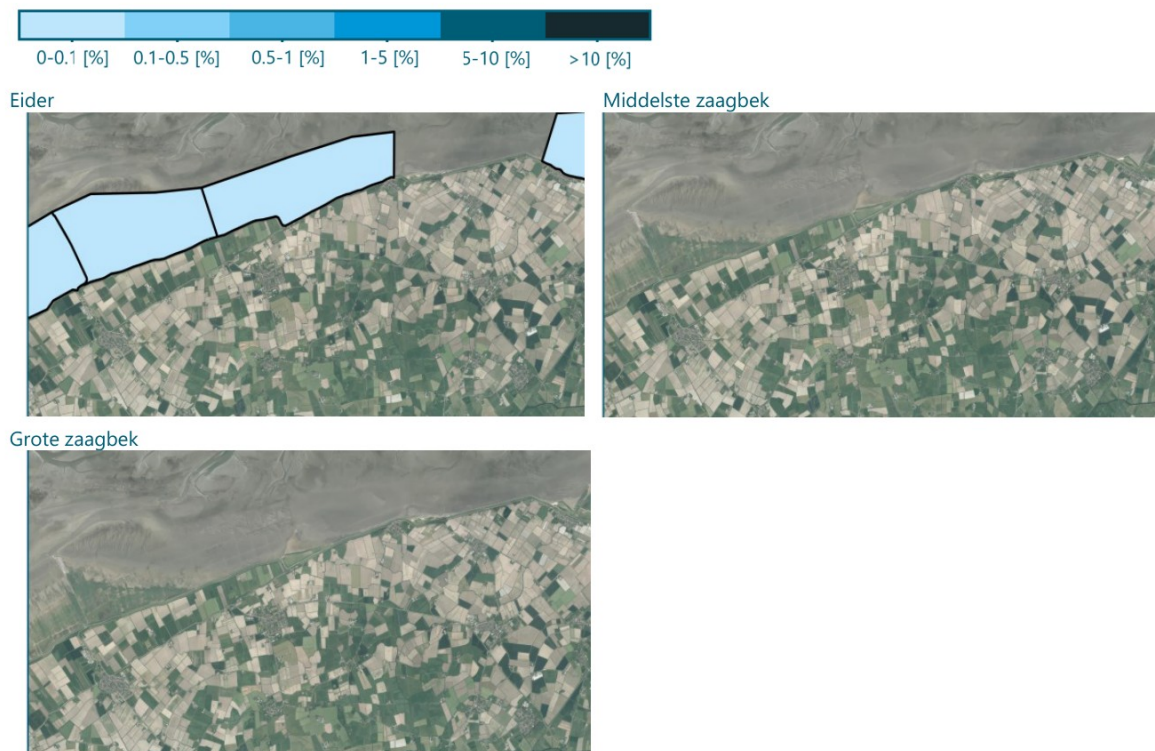 0-0.1 [%] 0.1-0.5 [%] 0.5-1 [%] 1-5 [%] 5-10 [%] >10 [%]
Eider Middelste zaagbek
Grote zaagbek